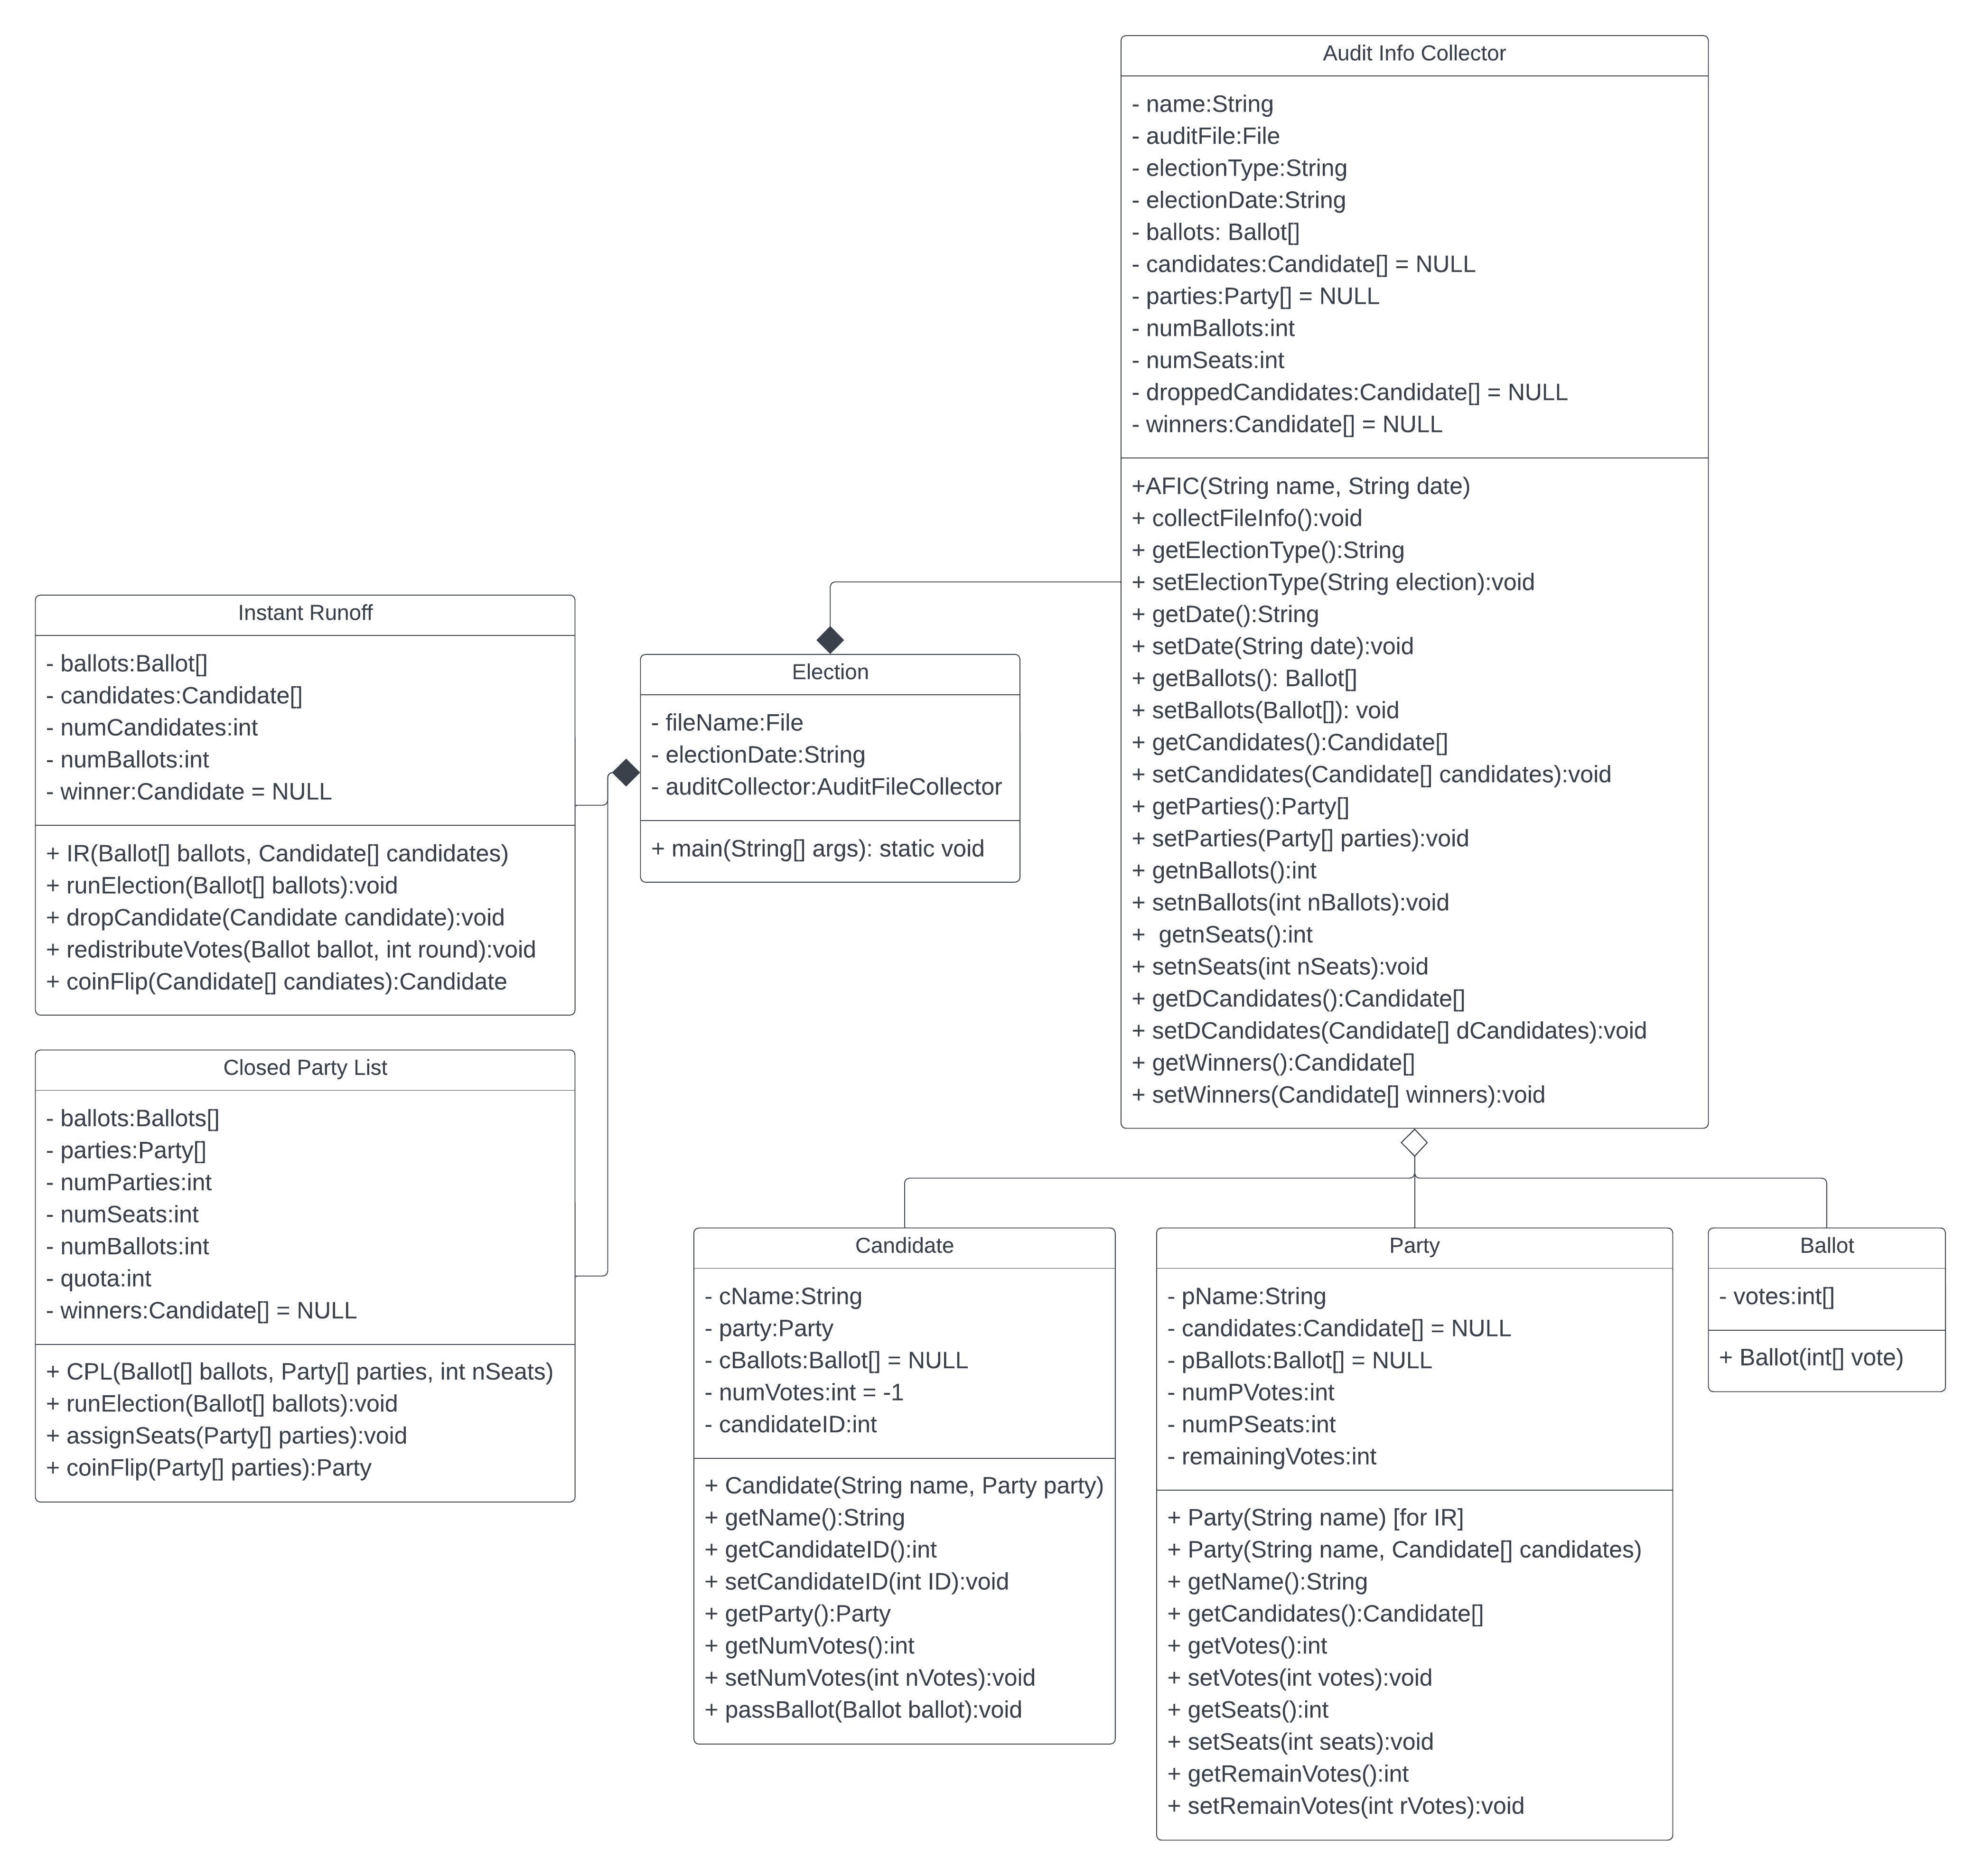 Audit Info Collector
- name:String
- auditFile:File
- electionType:String
- electionDate:String
- ballots: Ballot[]
- candidates:Candidate[] = NULL
- parties:Party[] = NULL
- numBallots:int
- numSeats:int
- droppedCandidates:Candidate[] = NULL
- winners:Candidate[] = NULL
+AFIC(String name, String date)
+ collectFileInfo():void
+ getElectionType():String
+ setElectionType(String election):void
+ getDate():String
+ setDate(String date):void
+ getBallots(): Ballot[]
+ setBallots(Ballot[]): void
+ getCandidates():Candidate[]
+ setCandidates(Candidate[] candidates):void
+ getParties():Party[]
+ setParties(Party[] parties):void
+ getnBallots():int
+ setnBallots(int nBallots):void
+  getnSeats():int
+ setnSeats(int nSeats):void
+ getDCandidates():Candidate[]
+ setDCandidates(Candidate[] dCandidates):void
+ getWinners():Candidate[]
+ setWinners(Candidate[] winners):void
Instant Runoff
- ballots:Ballot[]
- candidates:Candidate[]
- numCandidates:int
- numBallots:int
- winner:Candidate = NULL
+ IR(Ballot[] ballots, Candidate[] candidates)
+ runElection(Ballot[] ballots):void
+ dropCandidate(Candidate candidate):void
+ redistributeVotes(Ballot ballot, int round):void
+ coinFlip(Candidate[] candiates):Candidate
Election
- fileName:File
- electionDate:String
- auditCollector:AuditFileCollector
+ main(String[] args): static void
Closed Party List
- ballots:Ballots[]
- parties:Party[]
- numParties:int
- numSeats:int
- numBallots:int
- quota:int
- winners:Candidate[] = NULL
+ CPL(Ballot[] ballots, Party[] parties, int nSeats)
+ runElection(Ballot[] ballots):void
+ assignSeats(Party[] parties):void
+ coinFlip(Party[] parties):Party
Candidate
- cName:String
- party:Party
- cBallots:Ballot[] = NULL
- numVotes:int = -1
- candidateID:int
+ Candidate(String name, Party party)
+ getName():String
+ getCandidateID():int
+ setCandidateID(int ID):void
+ getParty():Party
+ getNumVotes():int
+ setNumVotes(int nVotes):void
+ passBallot(Ballot ballot):void
Party
- pName:String
- candidates:Candidate[] = NULL
- pBallots:Ballot[] = NULL
- numPVotes:int
- numPSeats:int
- remainingVotes:int
+ Party(String name) [for IR]
+ Party(String name, Candidate[] candidates)
+ getName():String
+ getCandidates():Candidate[]
+ getVotes():int
+ setVotes(int votes):void
+ getSeats():int
+ setSeats(int seats):void
+ getRemainVotes():int
+ setRemainVotes(int rVotes):void
Ballot
- votes:int[]
+ Ballot(int[] vote)